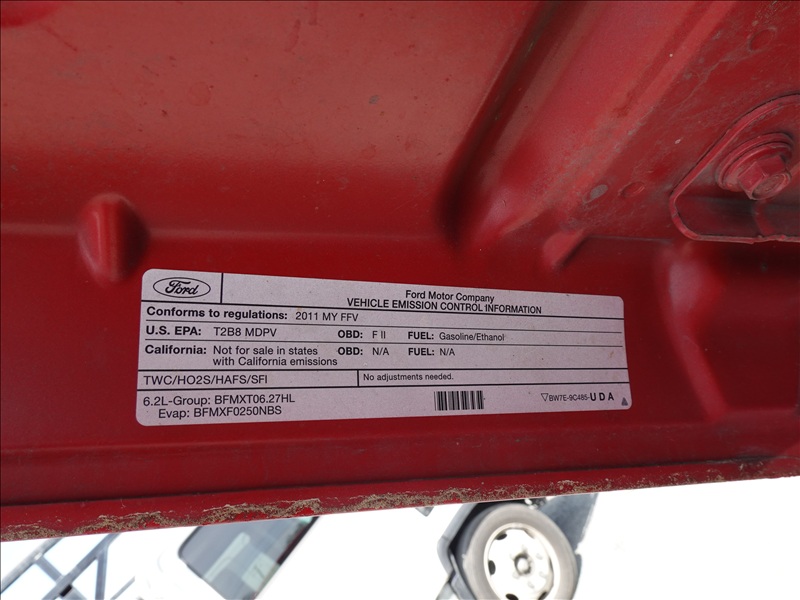 Ford
Ford Motor Company
VEHICLE EMISSION CONTROL INFORMATION
Conforms to regulations: 2011 MY FFV
U.S. EPA: T2B8 MDPV OBD: F II FUEL: Gasoline/Ethanol
California: Not for sale in states with California emissions OBD: N/A FUEL: N/A
TWC/HO2S/HAFS/SFI No adjustments needed.
6.2L-Group: BFMXT06.27HL
Evap: BFMXF0250NBS
BW7E-9C485-UDA